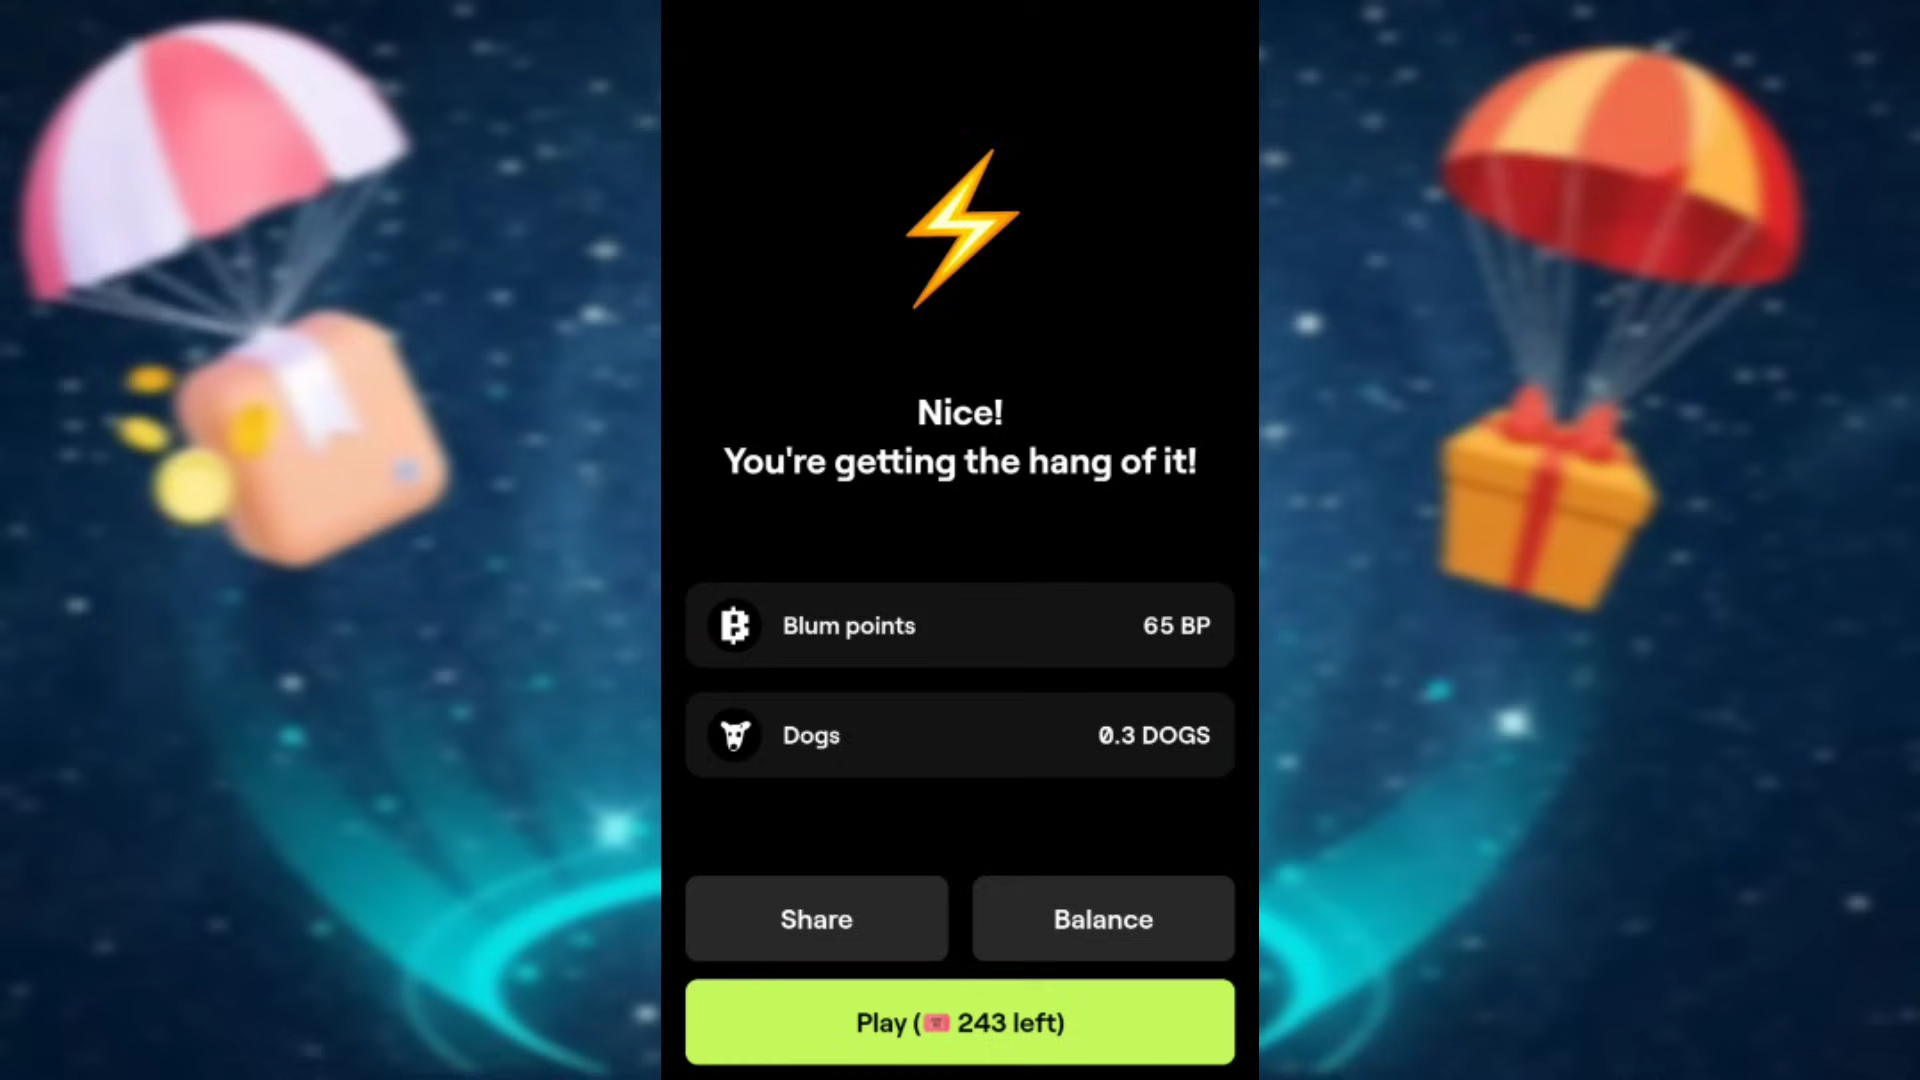 Nice!
You're getting the hang of it!
Blum points 65 BP
Dogs 0.3 DOGS
Share Balance
Play (🎟 243 left)